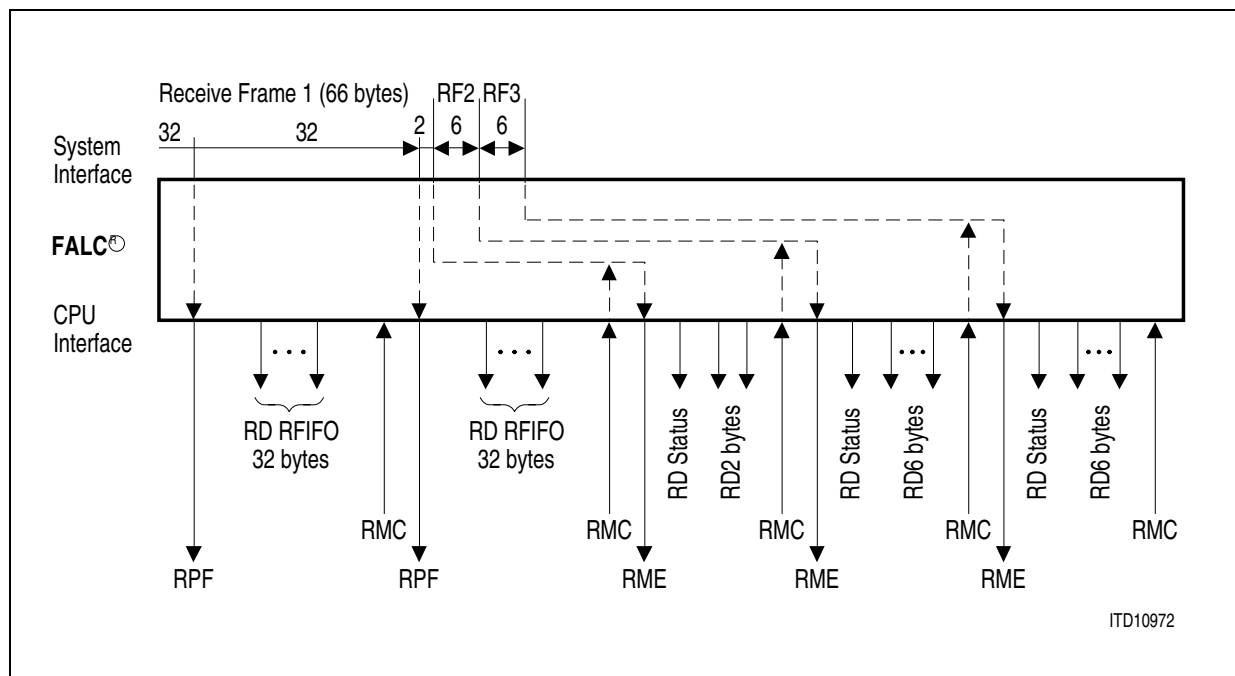 Receive Frame 1 (66 bytes) RF2 RF3
32 32 2 6 6
System
Interface
FALC®
CPU
Interface
... ... ... ...
RD RFIFO
32 bytes
RD RFIFO
32 bytes
RD Status
RD2 bytes
RD Status
RD6 bytes
RD Status
RD6 bytes
RMC RMC RMC RMC RMC
RPF RPF RME RME RME
ITD10972